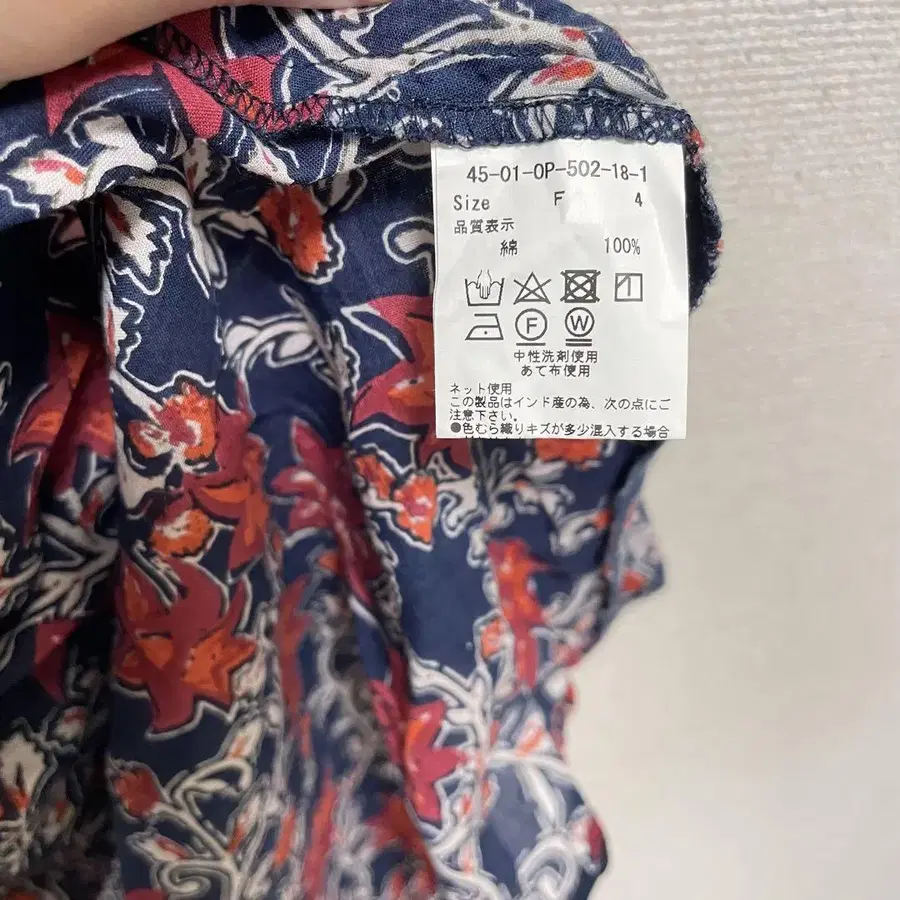 45-01-OP-502-18-1
Size F 4
品質表示
綿 100%
1
F W
中性洗剤使用
あて布使用
ネット使用
この製品はインド産の為、次の点にご
注意下さい。
●色むら織りキズが多少混入する場合